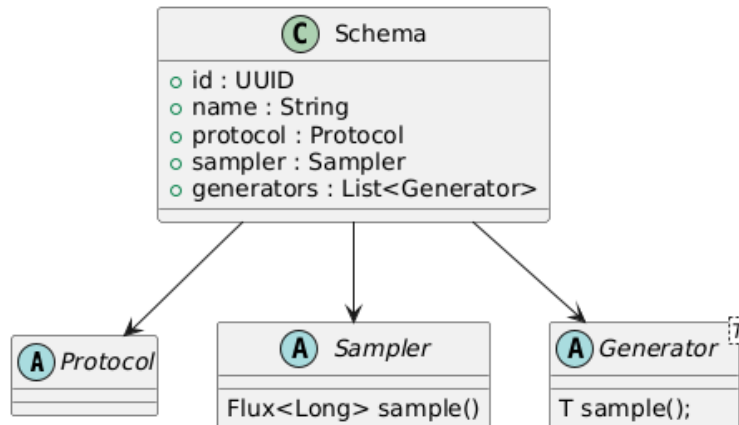 C Schema
id : UUID
name : String
protocol : Protocol
sampler : Sampler
generators : List<Generator>
A Protocol
A Sampler
A Generator T
Flux<Long> sample()
T sample();